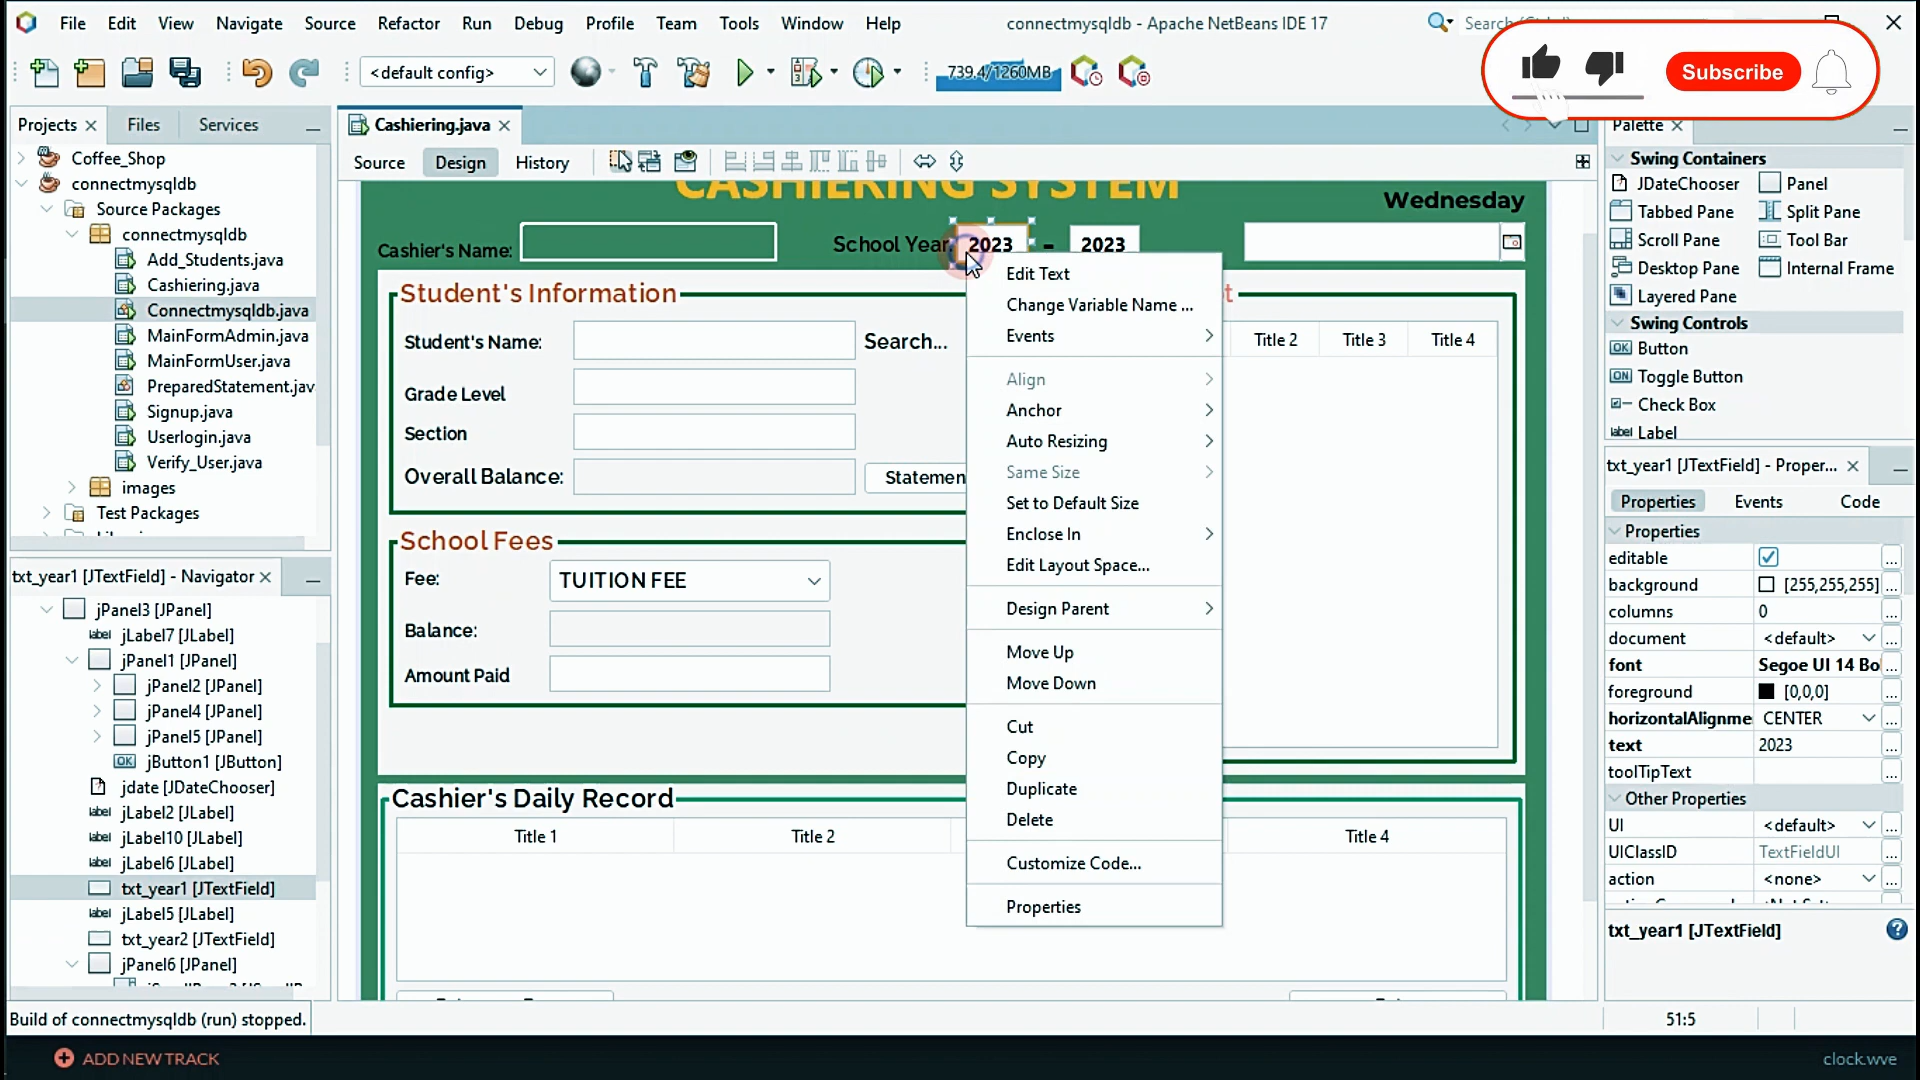 File Edit View Navigate Source Refactor Run Debug Profile Team Tools Window Help
connectmysqldb - Apache NetBeans IDE 17
Search
<default config>
739.4/1260MB
Subscribe
Projects Files Services
Coffee_Shop
connectmysqldb
Source Packages
connectmysqldb
Add_Students.java
Cashiering.java
Connectmysqldb.java
MainFormAdmin.java
MainFormUser.java
PreparedStatement.jav
Signup.java
Userlogin.java
Verify_User.java
images
Test Packages
txt_year1 [JTextField] - Navigator
jPanel3 [JPanel]
label jLabel7 [JLabel]
jPanel1 [JPanel]
jPanel2 [JPanel]
jPanel4 [JPanel]
jPanel5 [JPanel]
OK jButton1 [JButton]
jdate [JDateChooser]
label jLabel2 [JLabel]
label jLabel10 [JLabel]
label jLabel6 [JLabel]
txt_year1 [JTextField]
label jLabel5 [JLabel]
txt_year2 [JTextField]
jPanel6 [JPanel]
Build of connectmysqldb (run) stopped.
Cashiering.java
Source Design History
CASHIERING SYSTEM
Wednesday
Cashier's Name:
School Year:
2023 - 2023
Student's Information
Student's Name:
Search...
Grade Level
Section
Overall Balance:
Statemen
Title 2 Title 3 Title 4
School Fees
Fee:
TUITION FEE
Balance:
Amount Paid
Cashier's Daily Record
Title 1 Title 2 Title 4
Edit Text
Change Variable Name ...
Events
Align
Anchor
Auto Resizing
Same Size
Set to Default Size
Enclose In
Edit Layout Space...
Design Parent
Move Up
Move Down
Cut
Copy
Duplicate
Delete
Customize Code...
Properties
Palette
Swing Containers
JDateChooser Panel
Tabbed Pane Split Pane
Scroll Pane Tool Bar
Desktop Pane Internal Frame
Layered Pane
Swing Controls
OK Button
ON Toggle Button
Check Box
label Label
txt_year1 [JTextField] - Proper...
Properties Events Code
Properties
editable ...
background [255,255,255] ...
columns 0 ...
document <default> ...
font Segoe UI 14 Bo ...
foreground [0,0,0] ...
horizontalAlignme CENTER ...
text 2023 ...
toolTipText ...
Other Properties
UI <default> ...
UIClassID TextFieldUI ...
action <none> ...
txt_year1 [JTextField]
51:5
ADD NEW TRACK
clock.wve